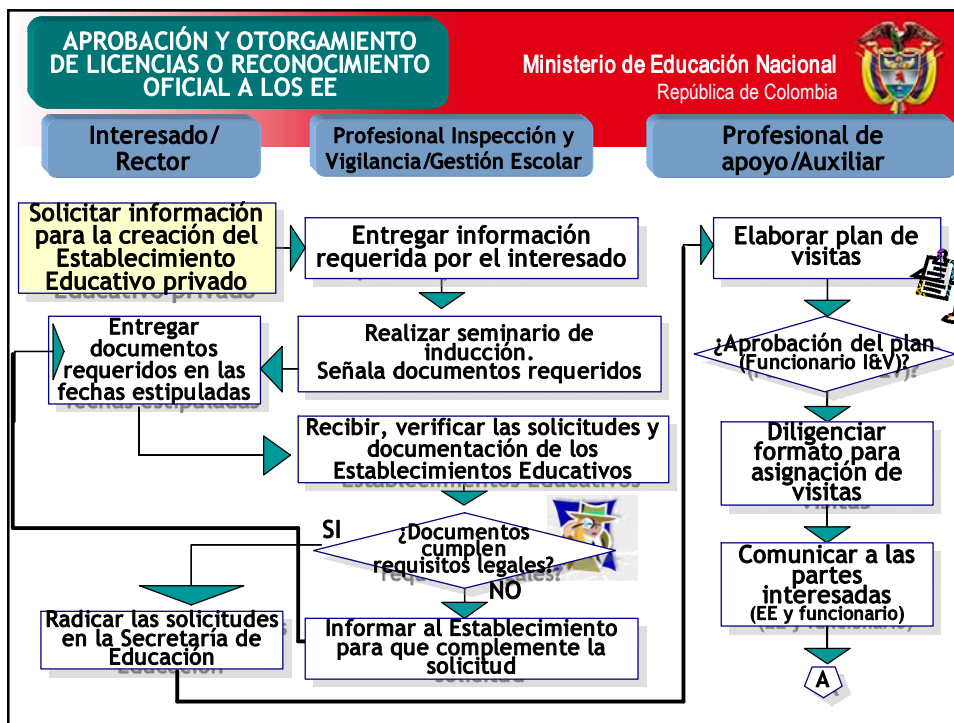 APROBACIÓN Y OTORGAMIENTO
DE LICENCIAS O RECONOCIMIENTO
OFICIAL A LOS EE
Ministerio de Educación Nacional
República de Colombia
Interesado/
Rector
Profesional Inspección y
Vigilancia/Gestión Escolar
Profesional de
apoyo/Auxiliar
Solicitar información
para la creación del
Establecimiento
Educativo privado
Entregar información
requerida por el interesado
Elaborar plan de
visitas
Entregar
documentos
requeridos en las
fechas estipuladas
Realizar seminario de
inducción.
Señala documentos requeridos
¿Aprobación del plan
(Funcionario I&V)?
Recibir, verificar las solicitudes y
documentación de los
Establecimientos Educativos
Diligenciar
formato para
asignación de
visitas
SI
¿Documentos
cumplen
requisitos legales?
NO
Comunicar a las
partes
interesadas
(EE y funcionario)
Radicar las solicitudes
en la Secretaría de
Educación
Informar al Establecimiento
para que complemente la
solicitud
A